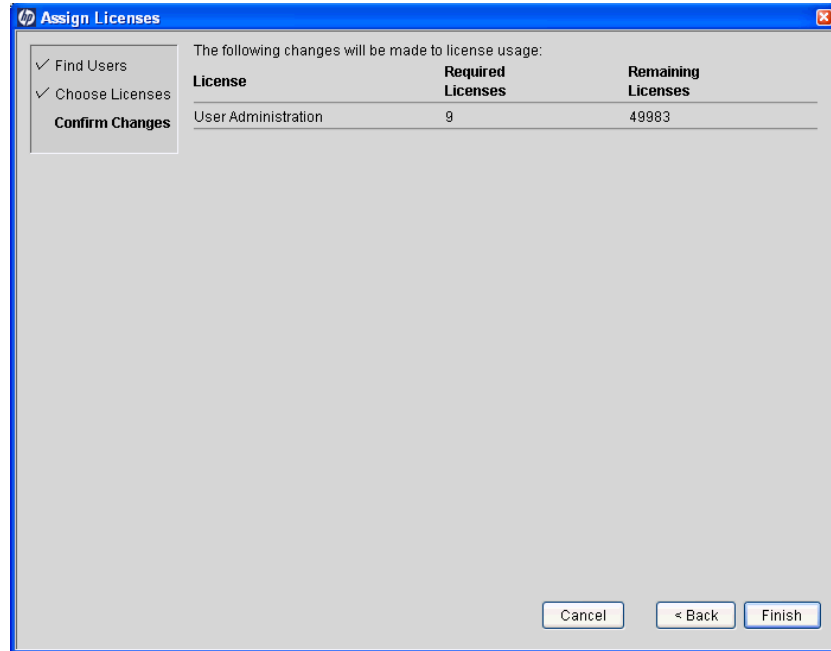 hp Assign Licenses
Find Users
Choose Licenses
Confirm Changes
The following changes will be made to license usage:
License Required Licenses Remaining Licenses
User Administration 9 49983
Cancel < Back Finish